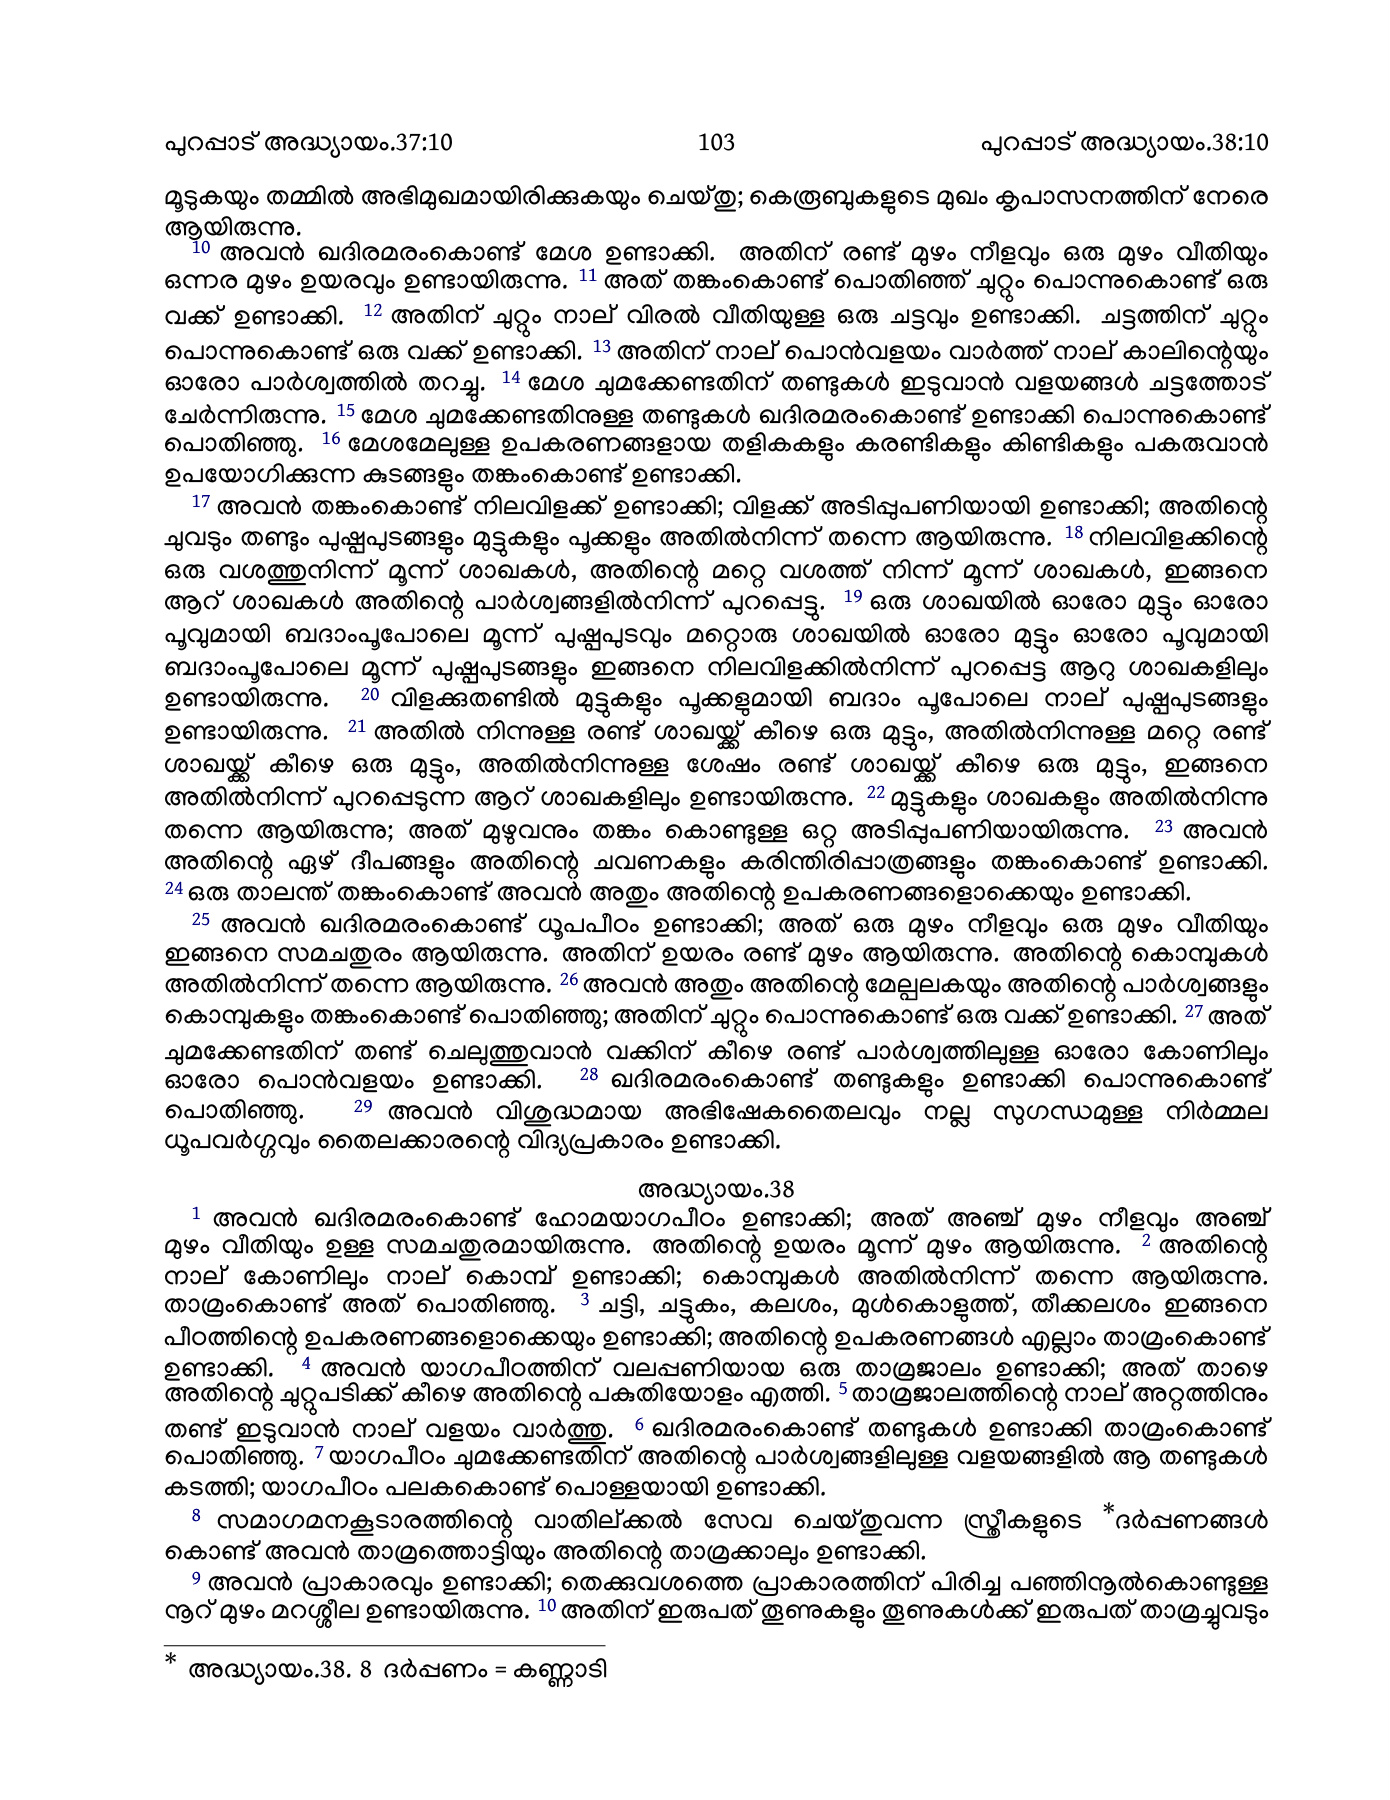 പുറപ്പാട് അദ്ധ്യായം.37:10 103 പുറപ്പാട് അദ്ധ്യായം.38:10
മൂടുകയും തമ്മിൽ അഭിമുഖമായിരിക്കുകയും ചെയ്തു; കെരൂബുകളുടെ മുഖം കൃപാസനത്തിന് നേരെ
ആയിരുന്നു.
10 അവൻ ഖദിരമരംകൊണ്ട് മേശ ഉണ്ടാക്കി. അതിന് രണ്ട് മുഴം നീളവും ഒരു മുഴം വീതിയും
ഒന്നര മുഴം ഉയരവും ഉണ്ടായിരുന്നു. 11 അത് തങ്കംകൊണ്ട് പൊതിഞ്ഞ് ചുറ്റും പൊന്നുകൊണ്ട് ഒരു
വക്ക് ഉണ്ടാക്കി. 12 അതിന് ചുറ്റും നാല് വിരൽ വീതിയുള്ള ഒരു ചട്ടവും ഉണ്ടാക്കി. ചട്ടത്തിന് ചുറ്റും
പൊന്നുകൊണ്ട് ഒരു വക്ക് ഉണ്ടാക്കി. 13 അതിന് നാല് പൊൻവളയം വാർത്ത് നാല് കാലിന്റെയും
ഓരോ പാർശ്വത്തിൽ തറച്ചു. 14 മേശ ചുമക്കേണ്ടതിന് തണ്ടുകൾ ഇടുവാൻ വളയങ്ങൾ ചട്ടത്തോട്
ചേർന്നിരുന്നു. 15 മേശ ചുമക്കേണ്ടതിനുള്ള തണ്ടുകൾ ഖദിരമരംകൊണ്ട് ഉണ്ടാക്കി പൊന്നുകൊണ്ട്
പൊതിഞ്ഞു. 16 മേശമേലുള്ള ഉപകരണങ്ങളായ തളികകളും കരണ്ടികളും കിണ്ടികളും പകരുവാൻ
ഉപയോഗിക്കുന്ന കുടങ്ങളും തങ്കംകൊണ്ട് ഉണ്ടാക്കി.
17 അവൻ തങ്കംകൊണ്ട് നിലവിളക്ക് ഉണ്ടാക്കി; വിളക്ക് അടിപ്പുപണിയായി ഉണ്ടാക്കി; അതിന്റെ
ചുവടും തണ്ടും പുഷ്പപുടങ്ങളും മുട്ടുകളും പൂക്കളും അതിൽനിന്ന് തന്നെ ആയിരുന്നു. 18 നിലവിളക്കിന്റെ
ഒരു വശത്തുനിന്ന് മൂന്ന് ശാഖകൾ, അതിന്റെ മറ്റെ വശത്ത് നിന്ന് മൂന്ന് ശാഖകൾ, ഇങ്ങനെ
ആറ് ശാഖകൾ അതിന്റെ പാർശ്വങ്ങളിൽനിന്ന് പുറപ്പെട്ടു. 19 ഒരു ശാഖയിൽ ഓരോ മുട്ടും ഓരോ
പൂവുമായി ബദാംപൂപോലെ മൂന്ന് പുഷ്പപുടവും മറ്റൊരു ശാഖയിൽ ഓരോ മുട്ടും ഓരോ പൂവുമായി
ബദാംപൂപോലെ മൂന്ന് പുഷ്പപുടങ്ങളും ഇങ്ങനെ നിലവിളക്കിൽനിന്ന് പുറപ്പെട്ട ആറു ശാഖകളിലും
ഉണ്ടായിരുന്നു. 20 വിളക്കുതണ്ടിൽ മുട്ടുകളും പൂക്കളുമായി ബദാം പൂപോലെ നാല് പുഷ്പപുടങ്ങളും
ഉണ്ടായിരുന്നു. 21 അതിൽ നിന്നുള്ള രണ്ട് ശാഖയ്ക്ക് കീഴെ ഒരു മുട്ടും, അതിൽനിന്നുള്ള മറ്റെ രണ്ട്
ശാഖയ്ക്ക് കീഴെ ഒരു മുട്ടും, അതിൽനിന്നുള്ള ശേഷം രണ്ട് ശാഖയ്ക്ക് കീഴെ ഒരു മുട്ടും, ഇങ്ങനെ
അതിൽനിന്ന് പുറപ്പെടുന്ന ആറ് ശാഖകളിലും ഉണ്ടായിരുന്നു. 22 മുട്ടുകളും ശാഖകളും അതിൽനിന്നു
തന്നെ ആയിരുന്നു; അത് മുഴുവനും തങ്കം കൊണ്ടുള്ള ഒറ്റ അടിപ്പുപണിയായിരുന്നു. 23 അവൻ
അതിന്റെ ഏഴ് ദീപങ്ങളും അതിന്റെ ചവണകളും കരിന്തിരിപ്പാത്രങ്ങളും തങ്കംകൊണ്ട് ഉണ്ടാക്കി.
24 ഒരു താലന്ത് തങ്കംകൊണ്ട് അവൻ അതും അതിന്റെ ഉപകരണങ്ങളൊക്കെയും ഉണ്ടാക്കി.
25 അവൻ ഖദിരമരംകൊണ്ട് ധൂപപീഠം ഉണ്ടാക്കി; അത് ഒരു മുഴം നീളവും ഒരു മുഴം വീതിയും
ഇങ്ങനെ സമചതുരം ആയിരുന്നു. അതിന് ഉയരം രണ്ട് മുഴം ആയിരുന്നു. അതിന്റെ കൊമ്പുകൾ
അതിൽനിന്ന് തന്നെ ആയിരുന്നു. 26 അവൻ അതും അതിന്റെ മേല്പലകയും അതിന്റെ പാർശ്വങ്ങളും
കൊമ്പുകളും തങ്കംകൊണ്ട് പൊതിഞ്ഞു; അതിന് ചുറ്റും പൊന്നുകൊണ്ട് ഒരു വക്ക് ഉണ്ടാക്കി. 27 അത്
ചുമക്കേണ്ടതിന് തണ്ട് ചെലുത്തുവാൻ വക്കിന് കീഴെ രണ്ട് പാർശ്വത്തിലുള്ള ഓരോ കോണിലും
ഓരോ പൊൻവളയം ഉണ്ടാക്കി. 28 ഖദിരമരംകൊണ്ട് തണ്ടുകളും ഉണ്ടാക്കി പൊന്നുകൊണ്ട്
പൊതിഞ്ഞു. 29 അവൻ വിശുദ്ധമായ അഭിഷേകതൈലവും നല്ല സുഗന്ധമുള്ള നിർമ്മല
ധൂപവർഗ്ഗവും തൈലക്കാരന്റെ വിദ്യപ്രകാരം ഉണ്ടാക്കി.
അദ്ധ്യായം.38
1 അവൻ ഖദിരമരംകൊണ്ട് ഹോമയാഗപീഠം ഉണ്ടാക്കി; അത് അഞ്ച് മുഴം നീളവും അഞ്ച്
മുഴം വീതിയും ഉള്ള സമചതുരമായിരുന്നു. അതിന്റെ ഉയരം മൂന്ന് മുഴം ആയിരുന്നു. 2 അതിന്റെ
നാല് കോണിലും നാല് കൊമ്പ് ഉണ്ടാക്കി; കൊമ്പുകൾ അതിൽനിന്ന് തന്നെ ആയിരുന്നു.
താമ്രംകൊണ്ട് അത് പൊതിഞ്ഞു. 3 ചട്ടി, ചട്ടുകം, കലശം, മുൾകൊളുത്ത്, തീക്കലശം ഇങ്ങനെ
പീഠത്തിന്റെ ഉപകരണങ്ങളൊക്കെയും ഉണ്ടാക്കി; അതിന്റെ ഉപകരണങ്ങൾ എല്ലാം താമ്രംകൊണ്ട്
ഉണ്ടാക്കി. 4 അവൻ യാഗപീഠത്തിന് വലപ്പണിയായ ഒരു താമ്രജാലം ഉണ്ടാക്കി; അത് താഴെ
അതിന്റെ ചുറ്റുപടിക്ക് കീഴെ അതിന്റെ പകുതിയോളം എത്തി. 5 താമ്രജാലത്തിന്റെ നാല് അറ്റത്തിനും
തണ്ട് ഇടുവാൻ നാല് വളയം വാർത്തു. 6 ഖദിരമരംകൊണ്ട് തണ്ടുകൾ ഉണ്ടാക്കി താമ്രംകൊണ്ട്
പൊതിഞ്ഞു. 7 യാഗപീഠം ചുമക്കേണ്ടതിന് അതിന്റെ പാർശ്വങ്ങളിലുള്ള വളയങ്ങളിൽ ആ തണ്ടുകൾ
കടത്തി; യാഗപീഠം പലകകൊണ്ട് പൊള്ളയായി ഉണ്ടാക്കി.
8 സമാഗമനകൂടാരത്തിന്റെ വാതില്ക്കൽ സേവ ചെയ്തുവന്ന സ്ത്രീകളുടെ *ദർപ്പണങ്ങൾ
കൊണ്ട് അവൻ താമ്രത്തൊട്ടിയും അതിന്റെ താമ്രക്കാലും ഉണ്ടാക്കി.
9 അവൻ പ്രാകാരവും ഉണ്ടാക്കി; തെക്കുവശത്തെ പ്രാകാരത്തിന് പിരിച്ച പഞ്ഞിനൂൽകൊണ്ടുള്ള
നൂറ് മുഴം മറശ്ശീല ഉണ്ടായിരുന്നു. 10 അതിന് ഇരുപത് തൂണുകളും തൂണുകൾക്ക് ഇരുപത് താമ്രച്ചുവടും
* അദ്ധ്യായം.38. 8 ദർപ്പണം = കണ്ണാടി